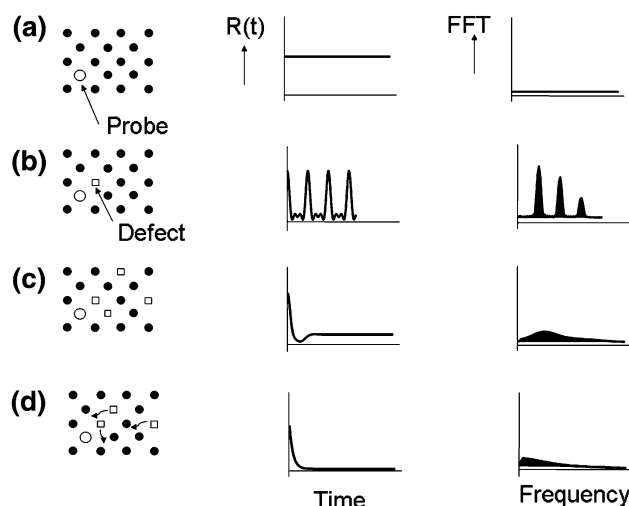 (a)
R(t)
FFT
Probe
(b)
Defect
(c)
(d)
Time
Frequency